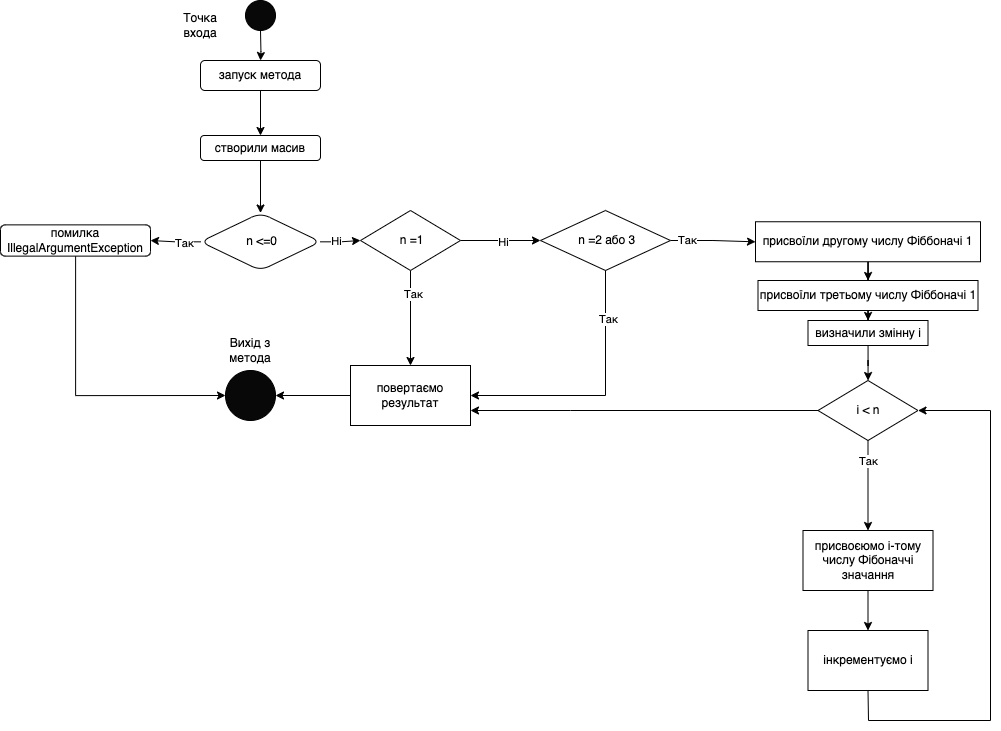 Точка
входа
запуск метода
створили масив
n <=0
Так
помилка
IllegalArgumentException
Ні
n =1
Ні
n =2 або 3
Так
присвоїли другому числу Фіббоначі 1
присвоїли третьому числу Фіббоначі 1
визначили змінну і
Так
Так
Вихід з
метода
повертаємо
результат
і < n
Так
присвоєюмо і-тому
числу Фібоначчі
значання
інкрементуємо і